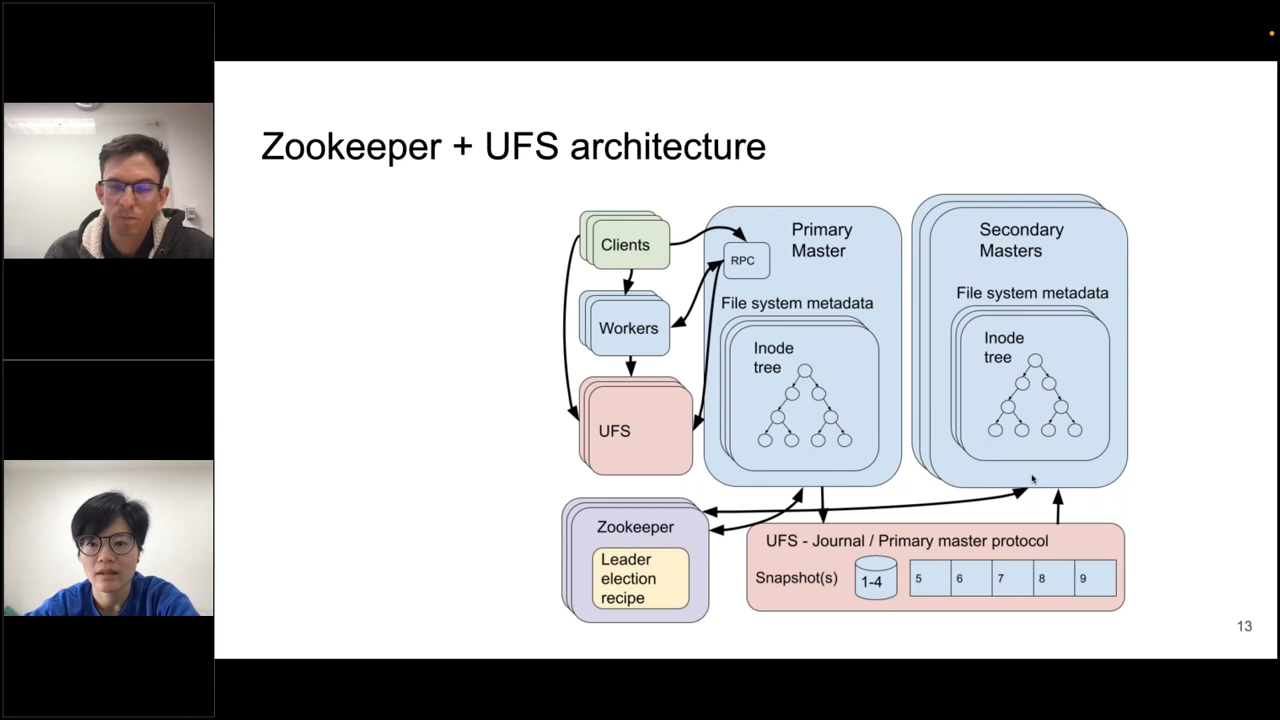 Zookeeper + UFS architecture
Clients
Workers
UFS
RPC
Primary
Master
File system metadata
Inode
tree
Secondary
Masters
File system metadata
Inode
tree
Zookeeper
Leader
election
recipe
UFS - Journal / Primary master protocol
Snapshot(s)
1-4
5
6
7
8
9
13